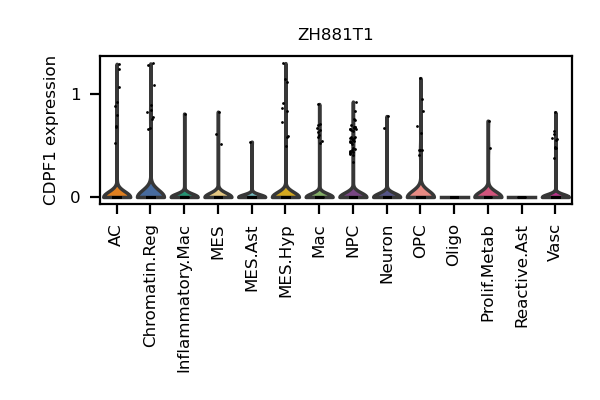 ZH881T1
CDPF1 expression
1
0
AC
Chromatin.Reg
Inflammatory.Mac
MES
MES.Ast
MES.Hyp
Mac
NPC
Neuron
OPC
Oligo
Prolif.Metab
Reactive.Ast
Vasc